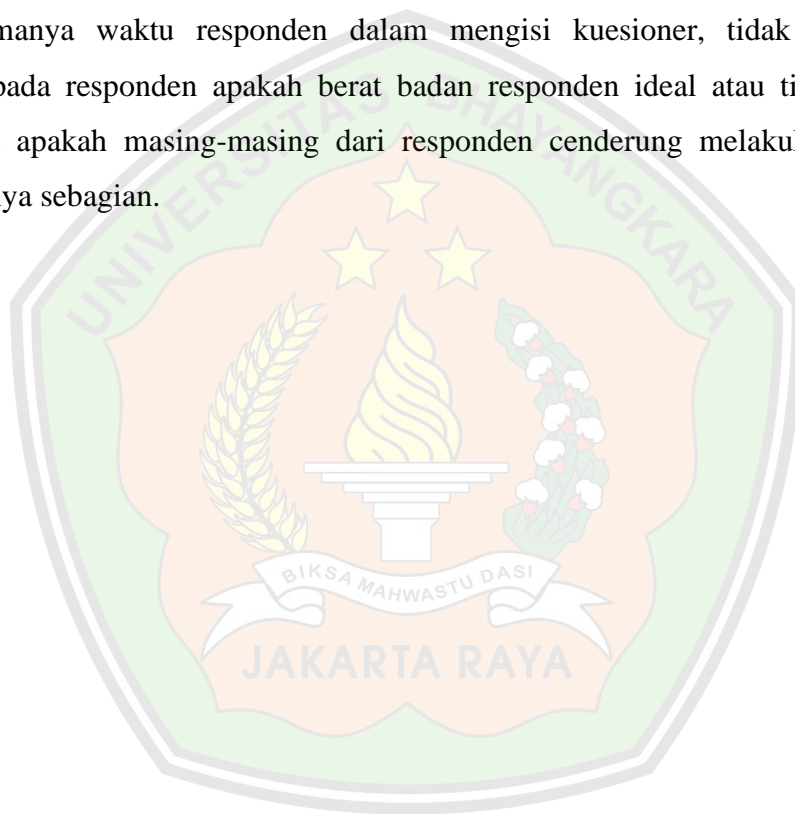 manya waktu responden dalam mengisi kuesioner, tidak
pada responden apakah berat badan responden ideal atau ti
apakah masing-masing dari responden cenderung melakul
ya sebagian.
UNIVERSITAS BHAYANGKARA
BIKSA MAHWASTU DASI
JAKARTA RAYA